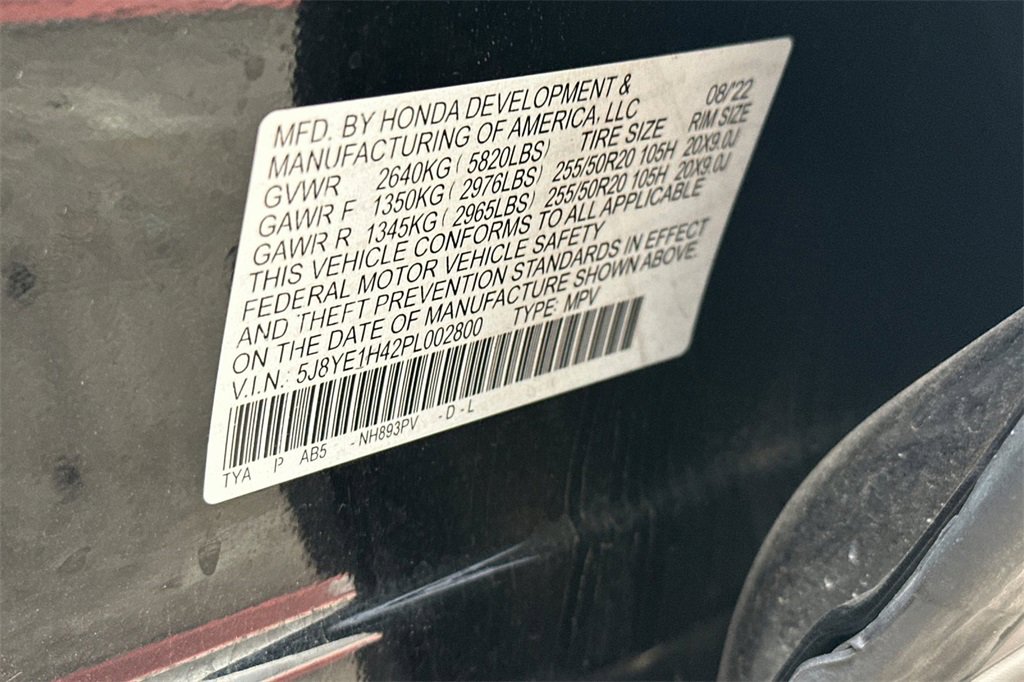 MFD. BY HONDA DEVELOPMENT & 08/'22
MANUFACTURING OF AMERICA, LLC
GVWR 2640KG ( 5820LBS) TIRE SIZE RIM SIZE
GAWR F 1350KG ( 2976LBS) 255/50R20 105H 20X9.0J
GAWR R 1345KG ( 2965LBS) 255/50R20 105H 20X9.0J
THIS VEHICLE CONFORMS TO ALL APPLICABLE
FEDERAL MOTOR VEHICLE SAFETY
AND THEFT PREVENTION STANDARDS IN EFFECT
ON THE DATE OF MANUFACTURE SHOWN ABOVE.
V.I.N.: 5J8YE1H42PL002800 TYPE: MPV
TYA P AB5 -NH893PV -D-L